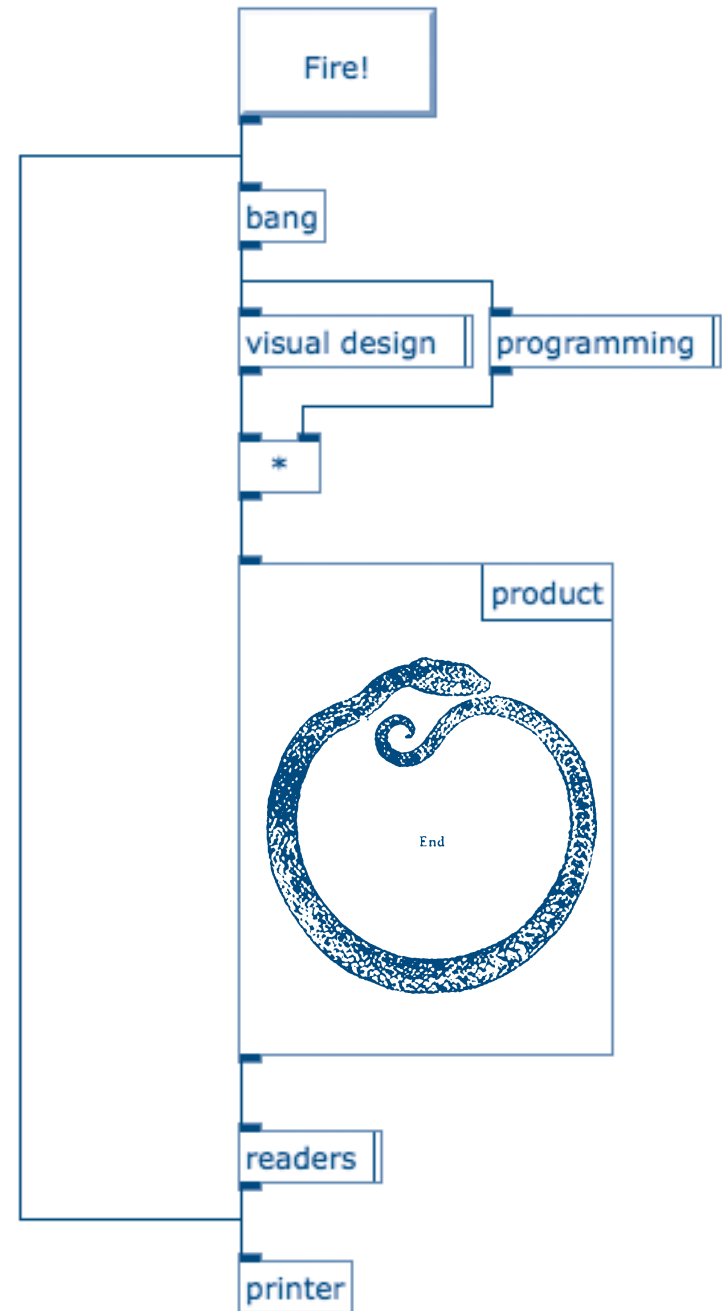 Fire!
bang
visual design
programming
*
product
End
readers
printer